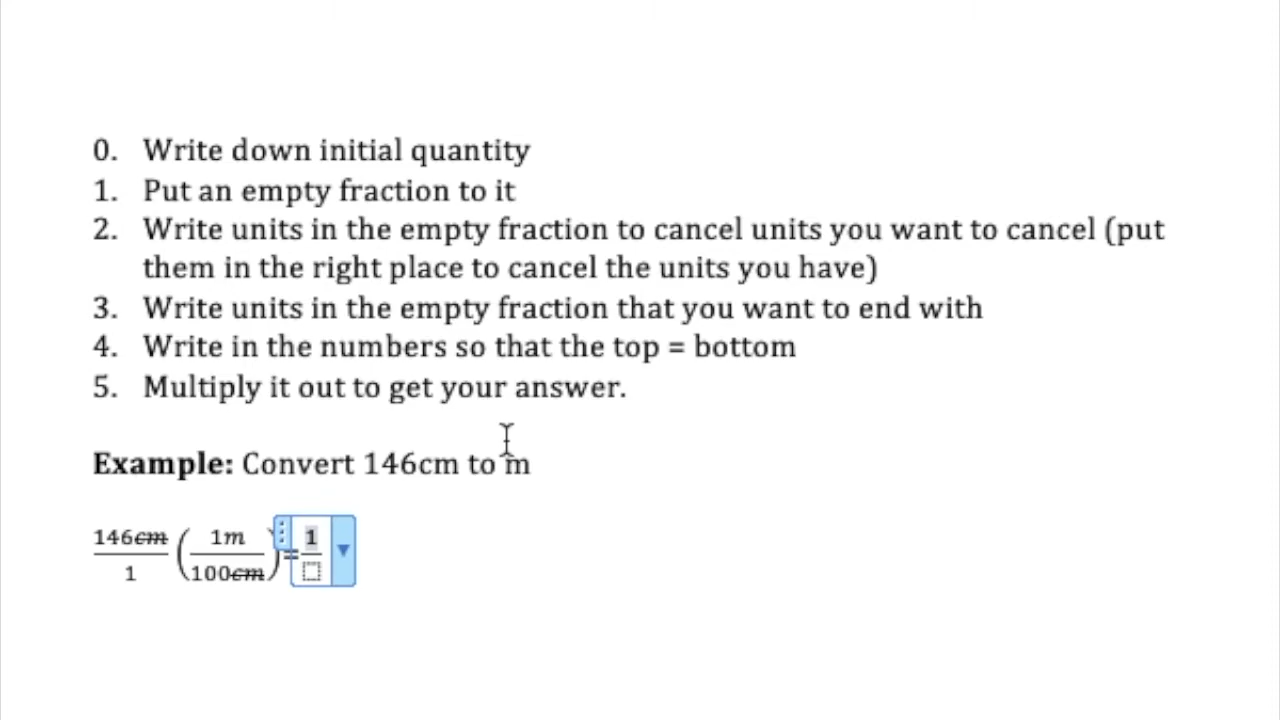 0. Write down initial quantity
1. Put an empty fraction to it
2. Write units in the empty fraction to cancel units you want to cancel (put
them in the right place to cancel the units you have)
3. Write units in the empty fraction that you want to end with
4. Write in the numbers so that the top = bottom
5. Multiply it out to get your answer.
Example: Convert 146cm to m
146cm/1 (1m/100cm) = 1/